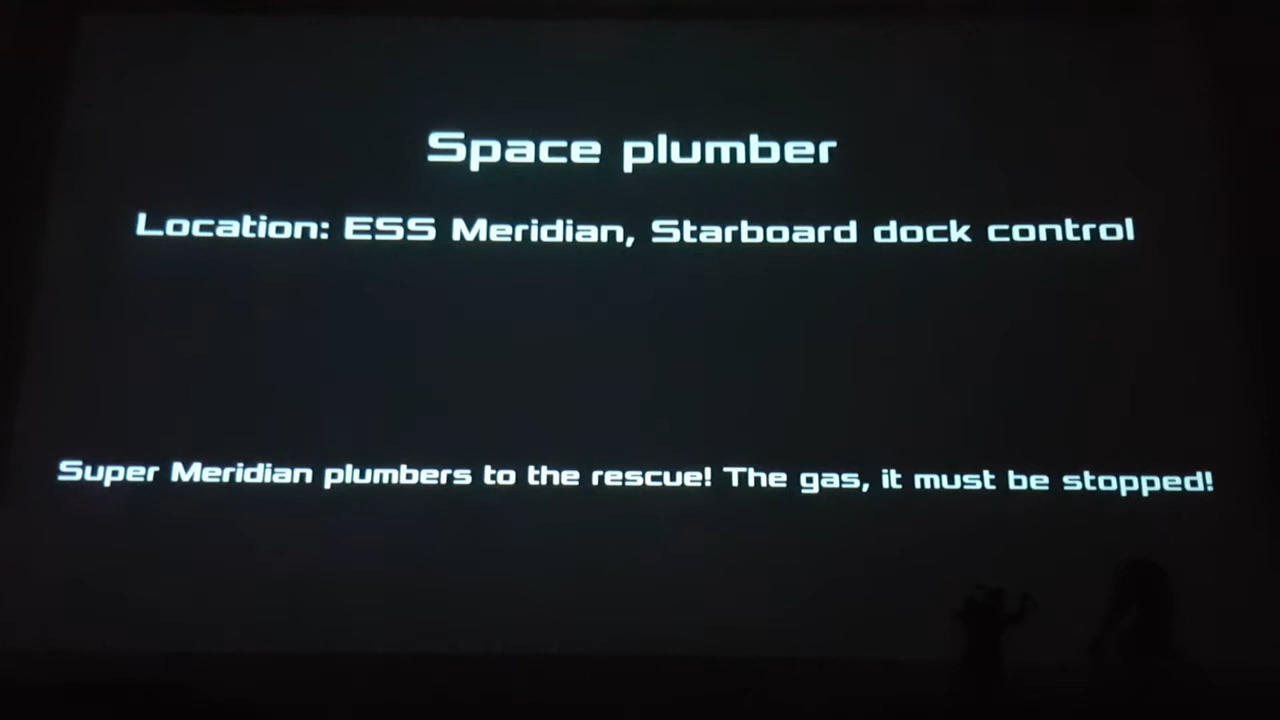 Space plumber
Location: ESS Meridian, Starboard dock control
Super Meridian plumbers to the rescue! The gas, it must be stopped!